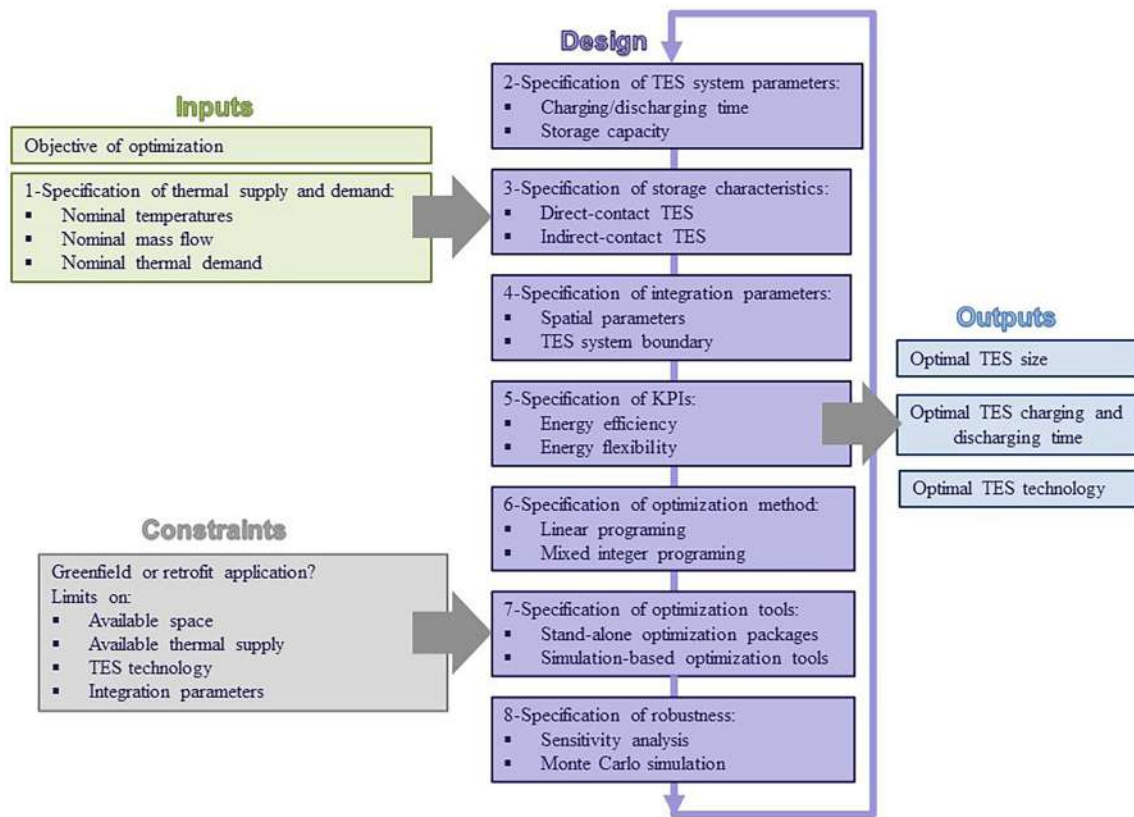 Inputs
Objective of optimization
1-Specification of thermal supply and demand:
▪ Nominal temperatures
▪ Nominal mass flow
▪ Nominal thermal demand
Constraints
Greenfield or retrofit application?
Limits on:
▪ Available space
▪ Available thermal supply
▪ TES technology
▪ Integration parameters
Design
2-Specification of TES system parameters:
▪ Charging/discharging time
▪ Storage capacity
3-Specification of storage characteristics:
▪ Direct-contact TES
▪ Indirect-contact TES
4-Specification of integration parameters:
▪ Spatial parameters
▪ TES system boundary
5-Specification of KPIs:
▪ Energy efficiency
▪ Energy flexibility
6-Specification of optimization method:
▪ Linear programing
▪ Mixed integer programing
7-Specification of optimization tools:
▪ Stand-alone optimization packages
▪ Simulation-based optimization tools
8-Specification of robustness:
▪ Sensitivity analysis
▪ Monte Carlo simulation
Outputs
Optimal TES size
Optimal TES charging and
discharging time
Optimal TES technology